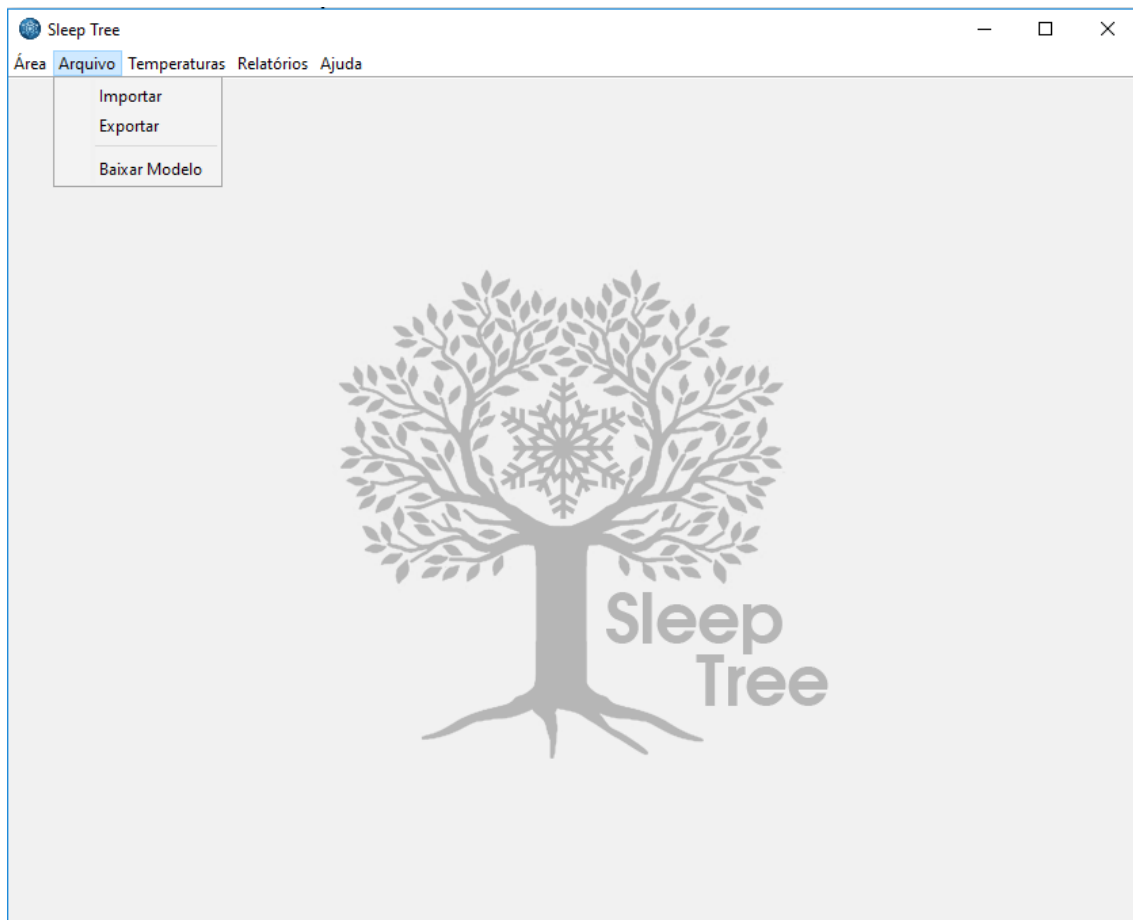 Sleep Tree
Área Arquivo Temperaturas Relatórios Ajuda
Importar
Exportar
Baixar Modelo
Sleep
Tree